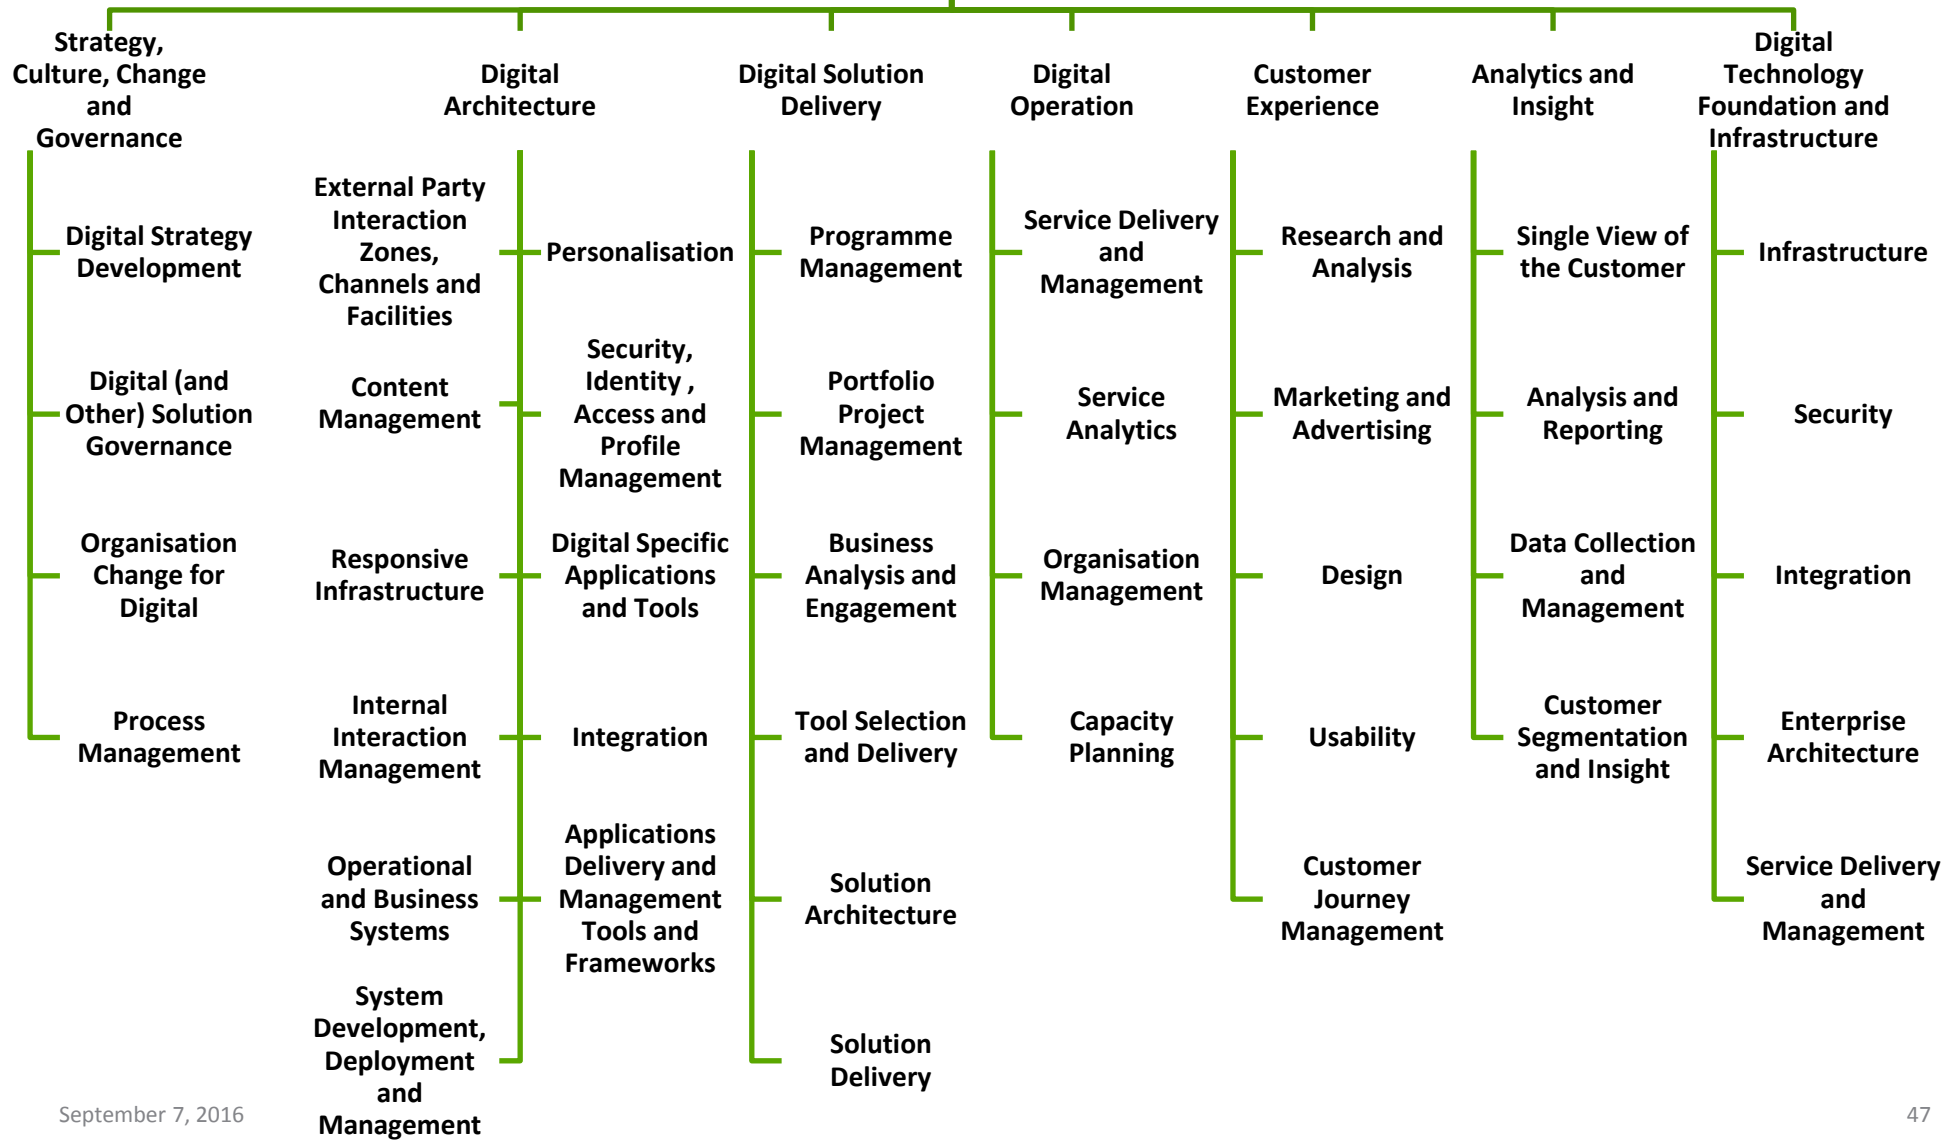 Strategy,
Culture, Change
and
Governance
Digital Strategy
Development
Digital (and
Other) Solution
Governance
Organisation
Change for
Digital
Process
Management
Digital
Architecture
External Party
Interaction
Zones,
Channels and
Facilities
Personalisation
Content
Management
Security,
Identity ,
Access and
Profile
Management
Responsive
Infrastructure
Digital Specific
Applications
and Tools
Internal
Interaction
Management
Integration
Operational
and Business
Systems
Applications
Delivery and
Management
Tools and
Frameworks
System
Development,
Deployment
and
Management
Digital Solution
Delivery
Programme
Management
Portfolio
Project
Management
Business
Analysis and
Engagement
Tool Selection
and Delivery
Solution
Architecture
Solution
Delivery
Digital
Operation
Service Delivery
and
Management
Service
Analytics
Organisation
Management
Capacity
Planning
Customer
Experience
Research and
Analysis
Marketing and
Advertising
Design
Usability
Customer
Journey
Management
Analytics and
Insight
Single View of
the Customer
Analysis and
Reporting
Data Collection
and
Management
Customer
Segmentation
and Insight
Digital
Technology
Foundation and
Infrastructure
Infrastructure
Security
Integration
Enterprise
Architecture
Service Delivery
and
Management
September 7, 2016
47